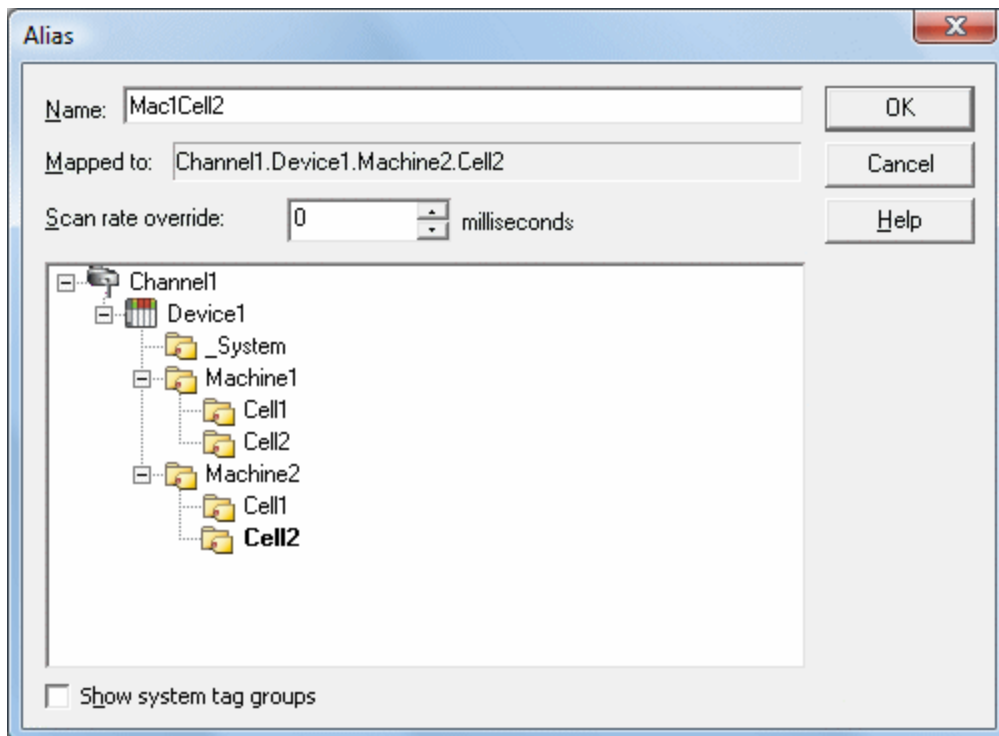 Alias
Name: Mac1Cell2
OK
Mapped to: Channel1.Device1.Machine2.Cell2
Cancel
Scan rate override: 0 milliseconds
Help
Channel1
Device1
_System
Machine1
Cell1
Cell2
Machine2
Cell1
Cell2
Show system tag groups